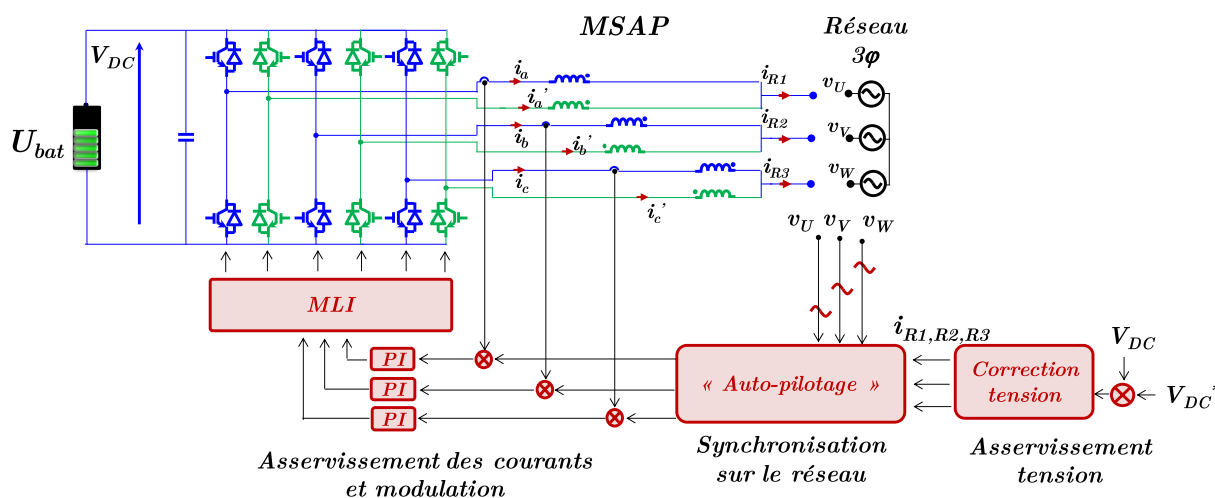 MSAP
Réseau
3φ
V_DC
U_bat
i_a
i_a'
i_b
i_b'
i_c
i_c'
i_R1
i_R2
i_R3
v_U
v_V
v_W
v_U v_V v_W
MLI
PI
PI
PI
« Auto-pilotage »
i_R1,R2,R3
Correction
tension
V_DC
V_DC'
Asservissement des courants
et modulation
Synchronisation
sur le réseau
Asservissement
tension